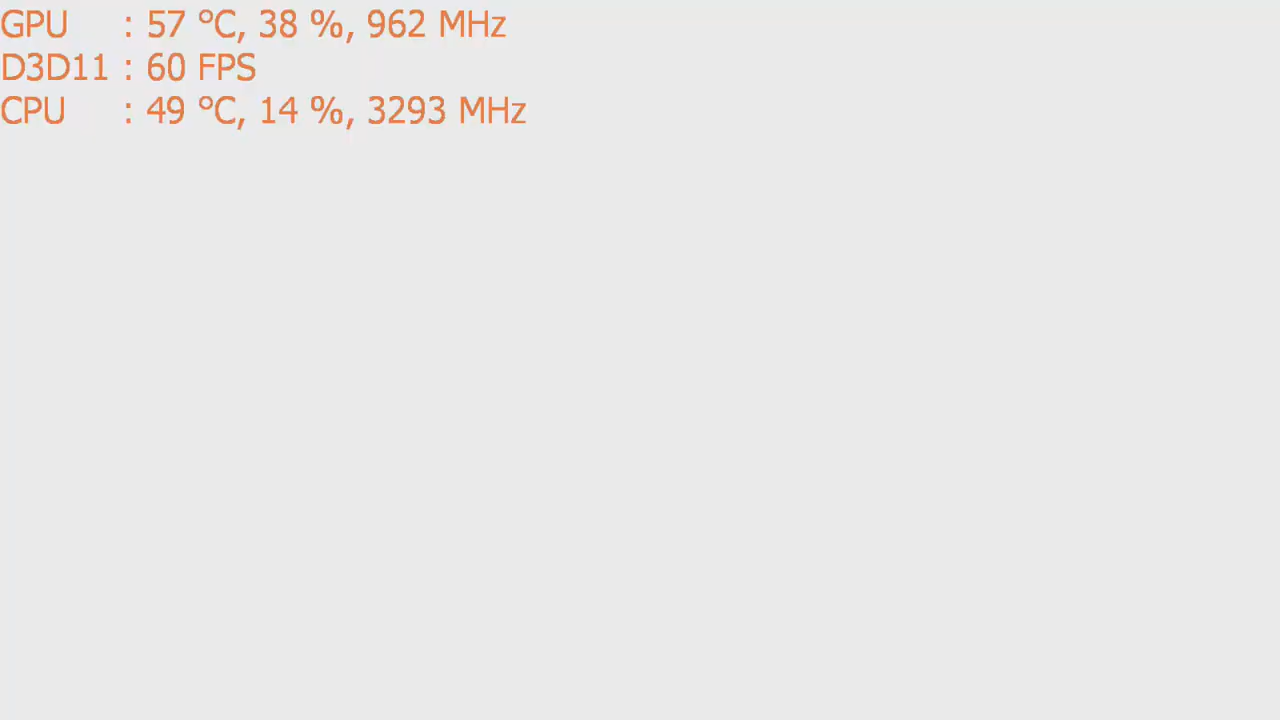 GPU : 57 °C, 38 %, 962 MHz
D3D11 : 60 FPS
CPU : 49 °C, 14 %, 3293 MHz